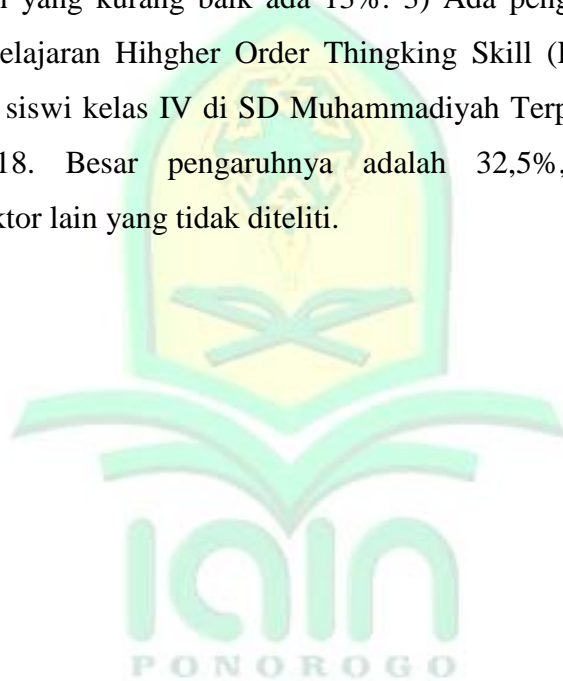 yang kurang baik ada 15%. 3) Ada peng
elajaran Hihgher Order Thingking Skill (
siswi kelas IV di SD Muhammadiyah Terp
18. Besar pengaruhnya adalah 32,5%,
ktor lain yang tidak diteliti.
iain
PONOROGO